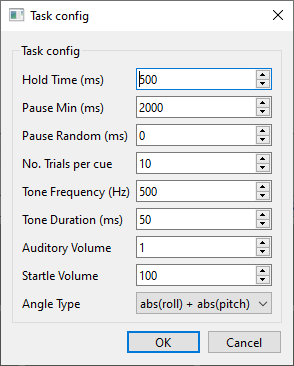 Task config
Task config
Hold Time (ms) 500
Pause Min (ms) 2000
Pause Random (ms) 0
No. Trials per cue 10
Tone Frequency (Hz) 500
Tone Duration (ms) 50
Auditory Volume 1
Startle Volume 100
Angle Type abs(roll) + abs(pitch)
OK Cancel